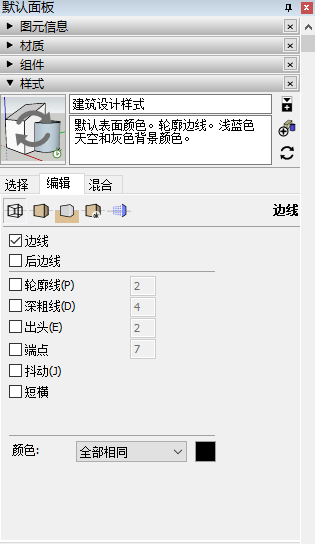 默认面板
图元信息
材质
组件
样式
建筑设计样式
默认表面颜色。轮廓边线。浅蓝色
天空和灰色背景颜色。
选择 编辑 混合
边线
边线
后边线
轮廓线(P) 2
深粗线(D) 4
出头(E) 2
端点 7
抖动(J)
短横
颜色: 全部相同